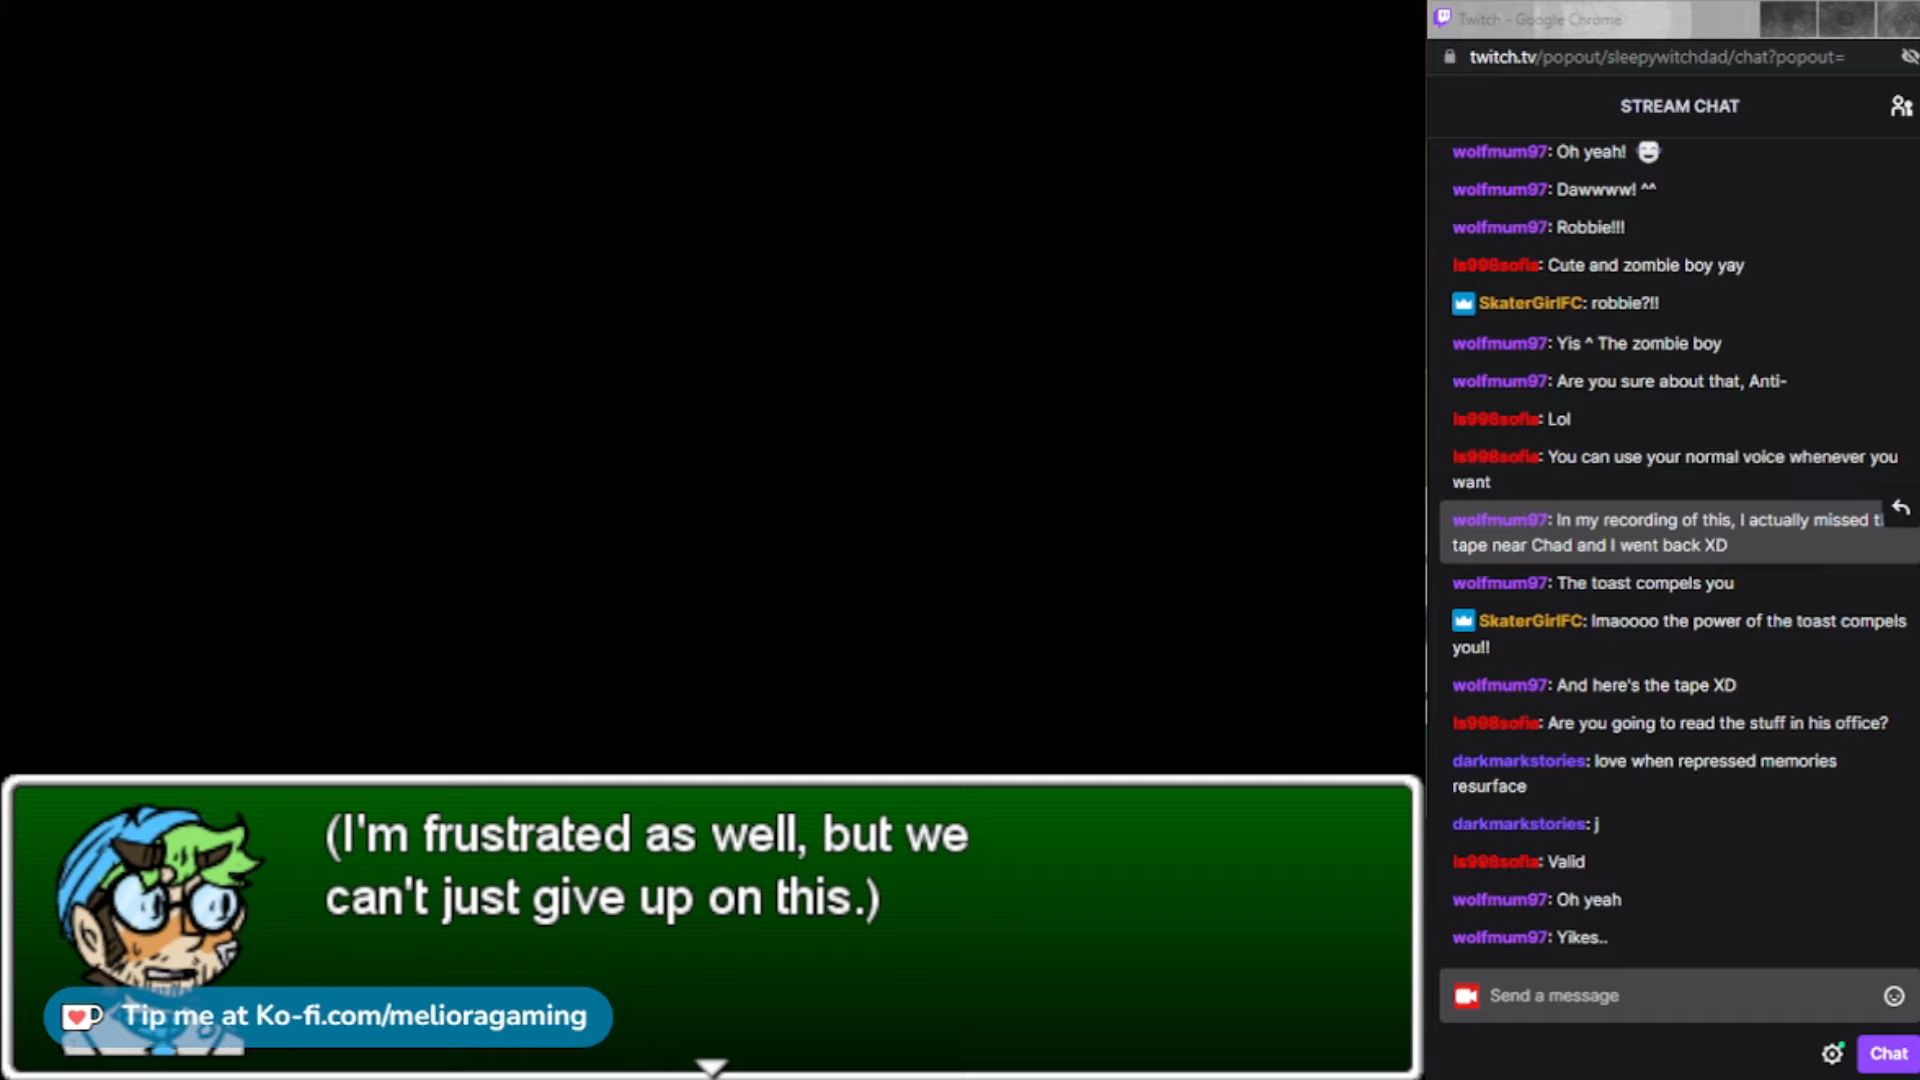 Twitch - Google Chrome
twitch.tv/popout/sleepywitchdad/chat?popout=
STREAM CHAT
wolfmum97: Oh yeah!
wolfmum97: Dawwww! ^^
wolfmum97: Robbie!!!
ls998sofia: Cute and zombie boy yay
SkaterGirlFC: robbie?!!
wolfmum97: Yis ^ The zombie boy
wolfmum97: Are you sure about that, Anti-
ls998sofia: Lol
ls998sofia: You can use your normal voice whenever you
want
wolfmum97: In my recording of this, I actually missed
tape near Chad and I went back XD
wolfmum97: The toast compels you
SkaterGirlFC: lmaoooo the power of the toast compels
you!!
wolfmum97: And here's the tape XD
ls998sofia: Are you going to read the stuff in his office?
darkmarkstories: love when repressed memories
resurface
darkmarkstories: j
ls998sofia: Valid
wolfmum97: Oh yeah
wolfmum97: Yikes..
Send a message
Chat
(I'm frustrated as well, but we
can't just give up on this.)
Tip me at Ko-fi.com/melioragaming